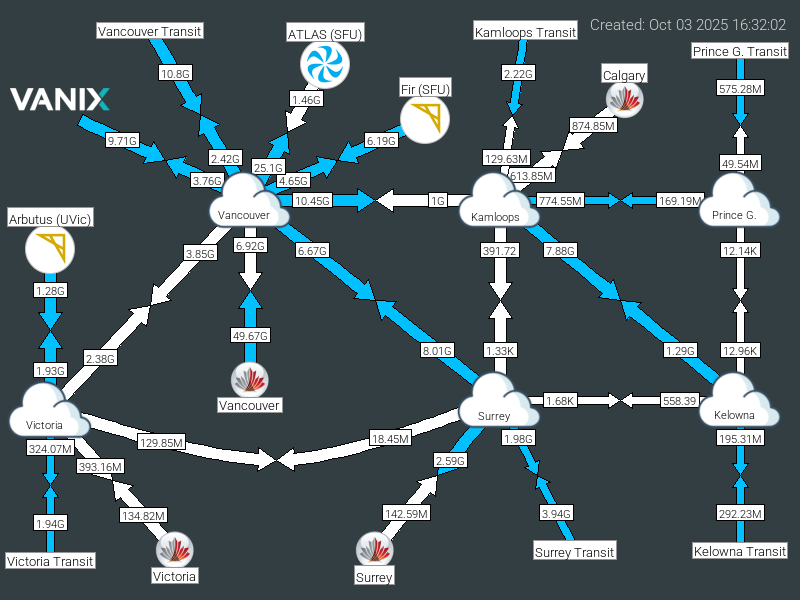 Created: Oct 03 2025 16:32:02
Vancouver Transit
ATLAS (SFU)
Kamloops Transit
Prince G. Transit
10.8G
2.22G
Calgary
575.28M
VANIX
1.46G
Fir (SFU)
9.71G
6.19G
874.85M
2.42G
129.63M
49.54M
3.76G
25.1G
4.65G
613.85M
10.45G
1G
774.55M
169.19M
Vancouver
Kamloops
Prince G.
Arbutus (UVic)
3.85G
6.92G
6.67G
391.72
7.88G
12.14K
1.28G
49.67G
1.93G
2.38G
8.01G
1.33K
1.29G
12.96K
Vancouver
1.68K
558.39
Victoria
Surrey
Kelowna
324.07M
129.85M
18.45M
1.98G
195.31M
393.16M
2.59G
1.94G
134.82M
142.59M
3.94G
292.23M
Victoria Transit
Victoria
Surrey
Surrey Transit
Kelowna Transit